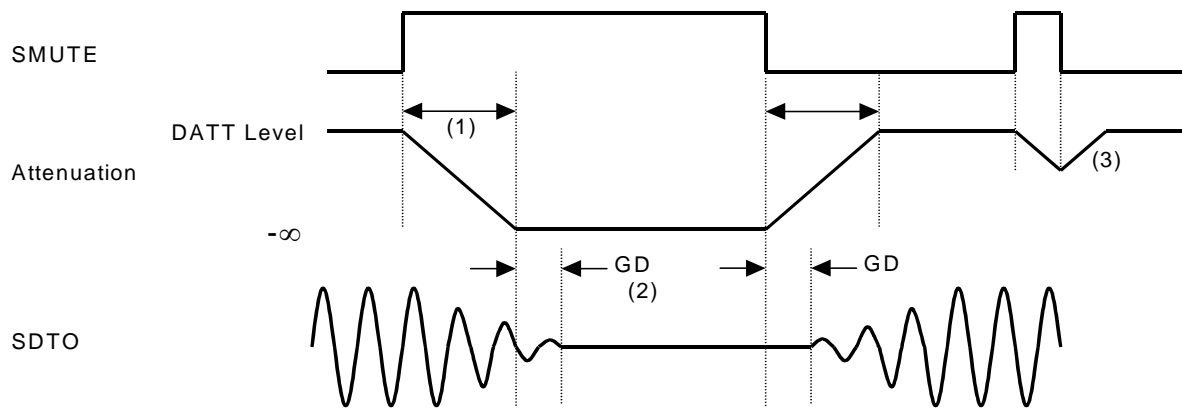 SMUTE
(1)
DATT Level
Attenuation
(3)
-∞
GD
(2)
GD
SDTO